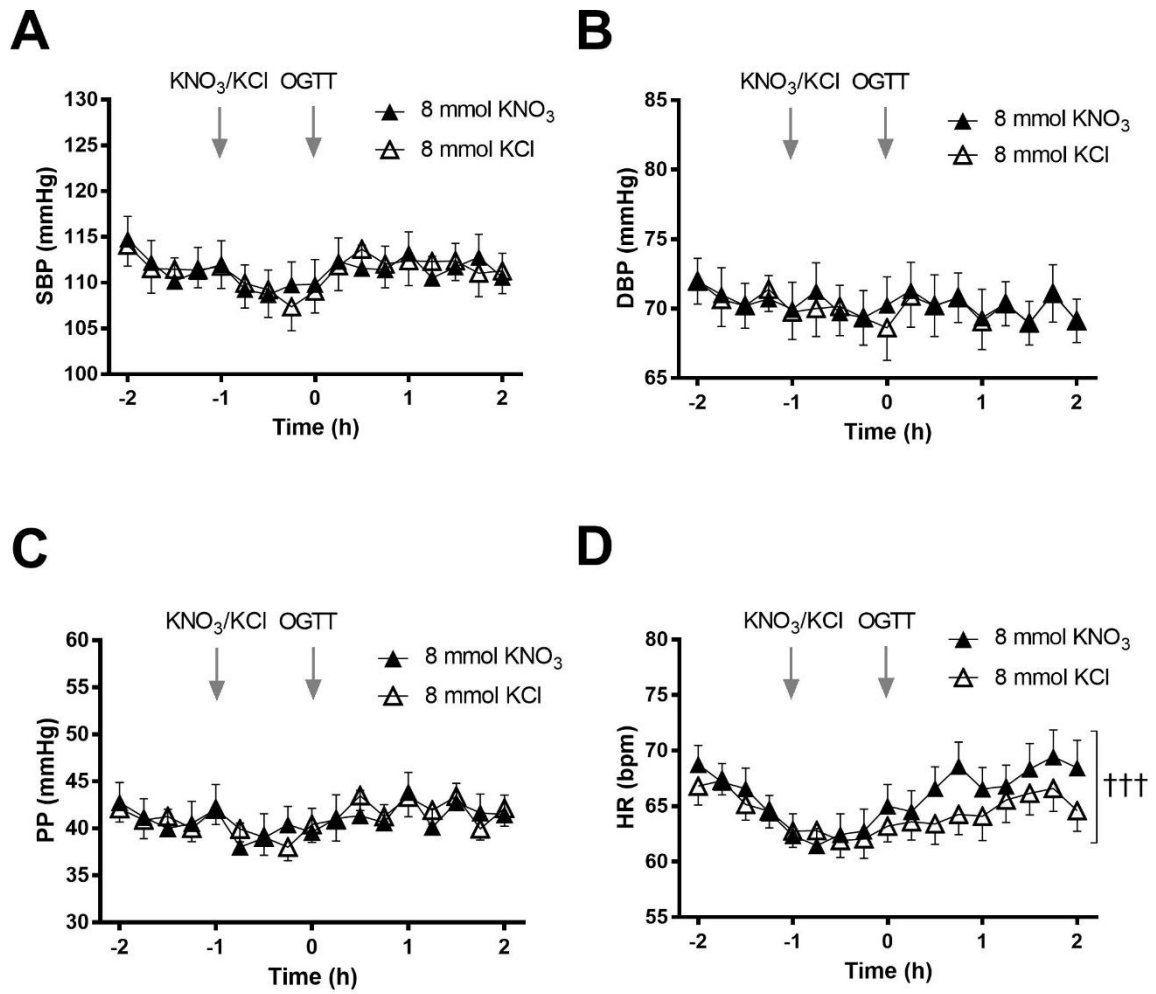 A
KNO₃/KCl OGTT
8 mmol KNO₃
8 mmol KCl
130
125
120
115
110
105
100
SBP (mmHg)
-2 -1 0 1 2
Time (h)
B
KNO₃/KCl OGTT
8 mmol KNO₃
8 mmol KCl
85
80
75
70
65
DBP (mmHg)
-2 -1 0 1 2
Time (h)
C
KNO₃/KCl OGTT
8 mmol KNO₃
8 mmol KCl
60
55
50
45
40
35
30
PP (mmHg)
-2 -1 0 1 2
Time (h)
D
KNO₃/KCl OGTT
8 mmol KNO₃
8 mmol KCl
80
75
70
65
60
55
HR (bpm)
†††
-2 -1 0 1 2
Time (h)